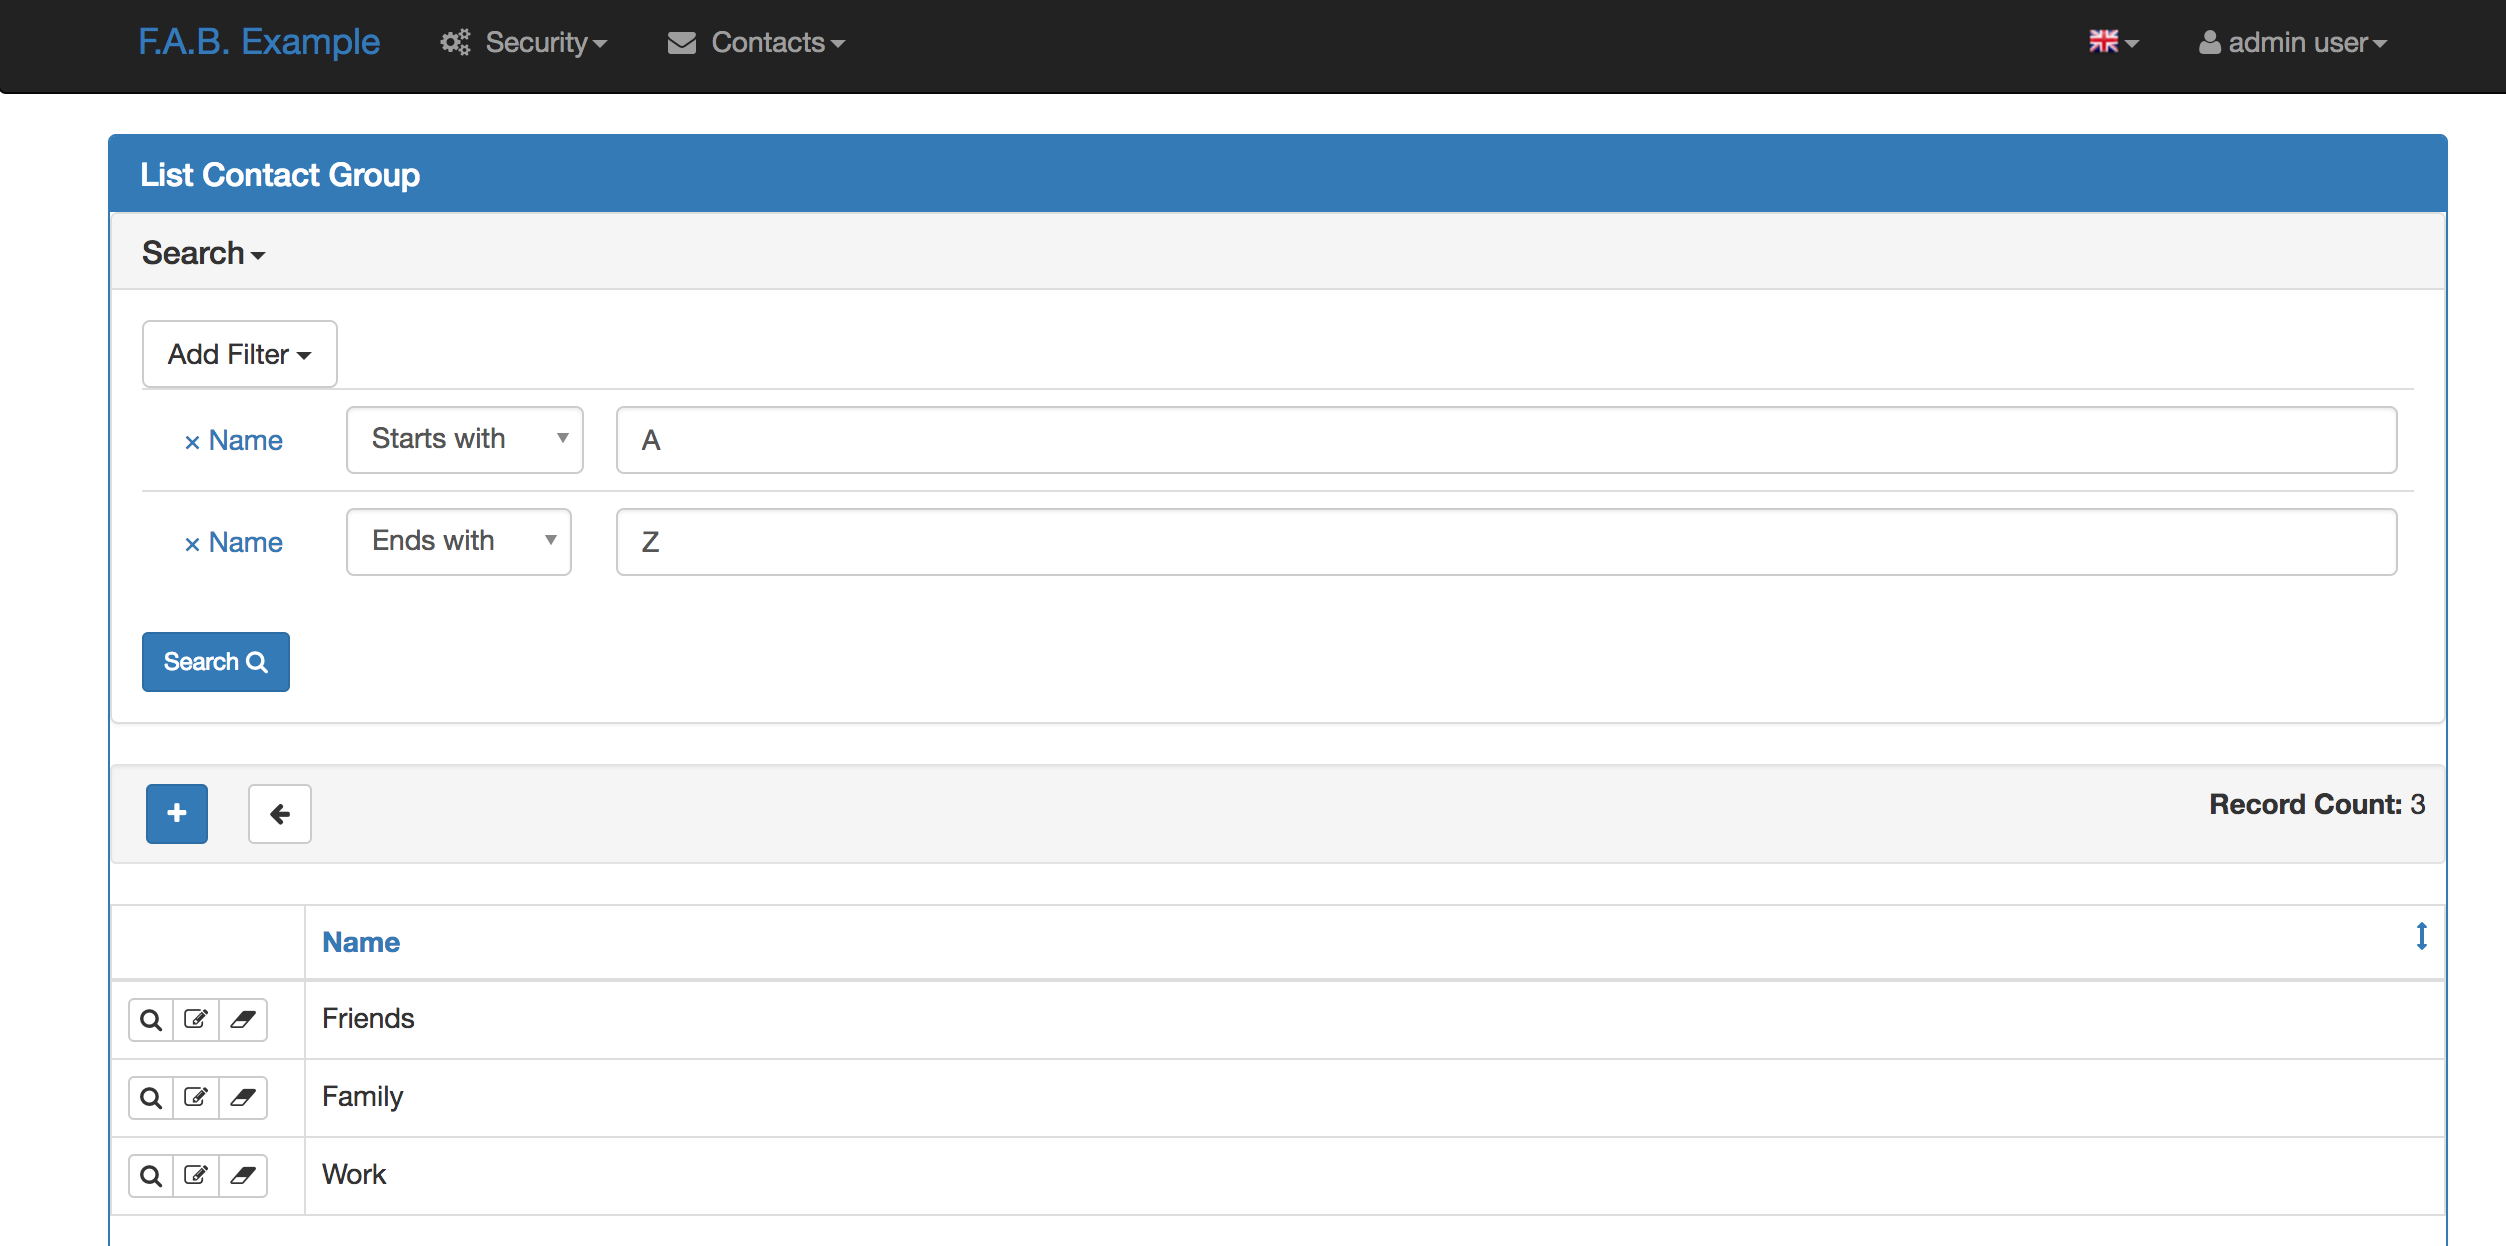 F.A.B. Example Security Contacts admin user
List Contact Group
Search
Add Filter
× Name Starts with A
× Name Ends with Z
Search
Record Count: 3
Name
Friends
Family
Work